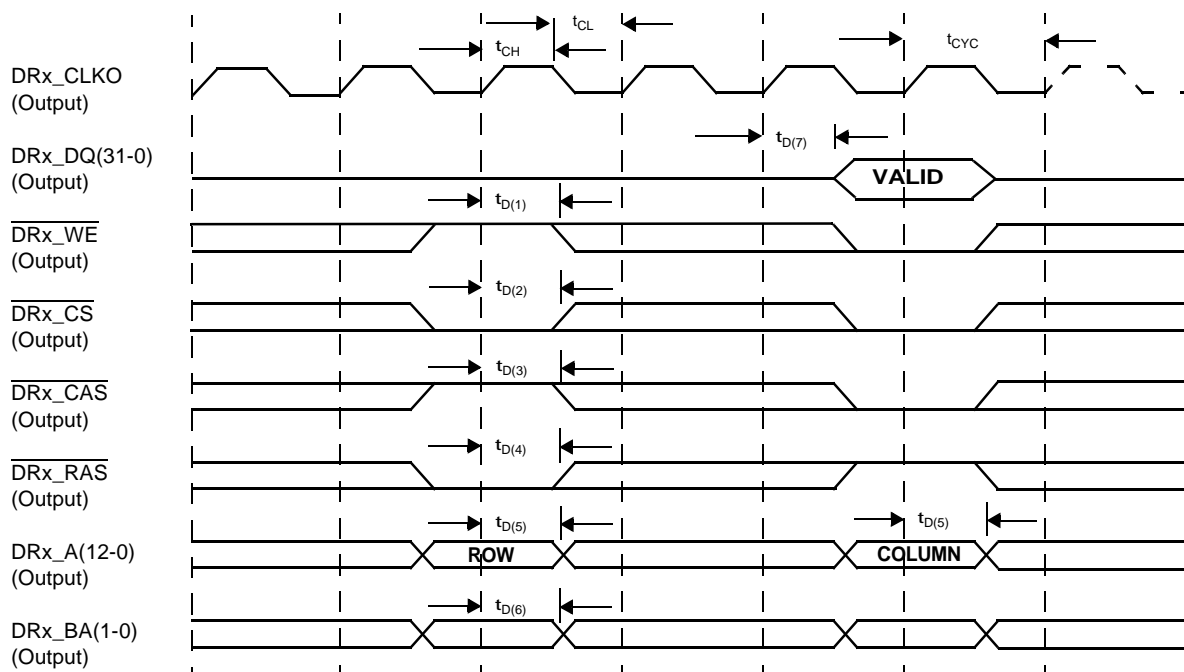 tCL
tCH
tCYC
DRx_CLKO
(Output)
tD(7)
DRx_DQ(31-0)
(Output)
VALID
tD(1)
DRx_WE
(Output)
tD(2)
DRx_CS
(Output)
tD(3)
DRx_CAS
(Output)
tD(4)
DRx_RAS
(Output)
tD(5)
tD(5)
DRx_A(12-0)
(Output)
ROW
COLUMN
tD(6)
DRx_BA(1-0)
(Output)